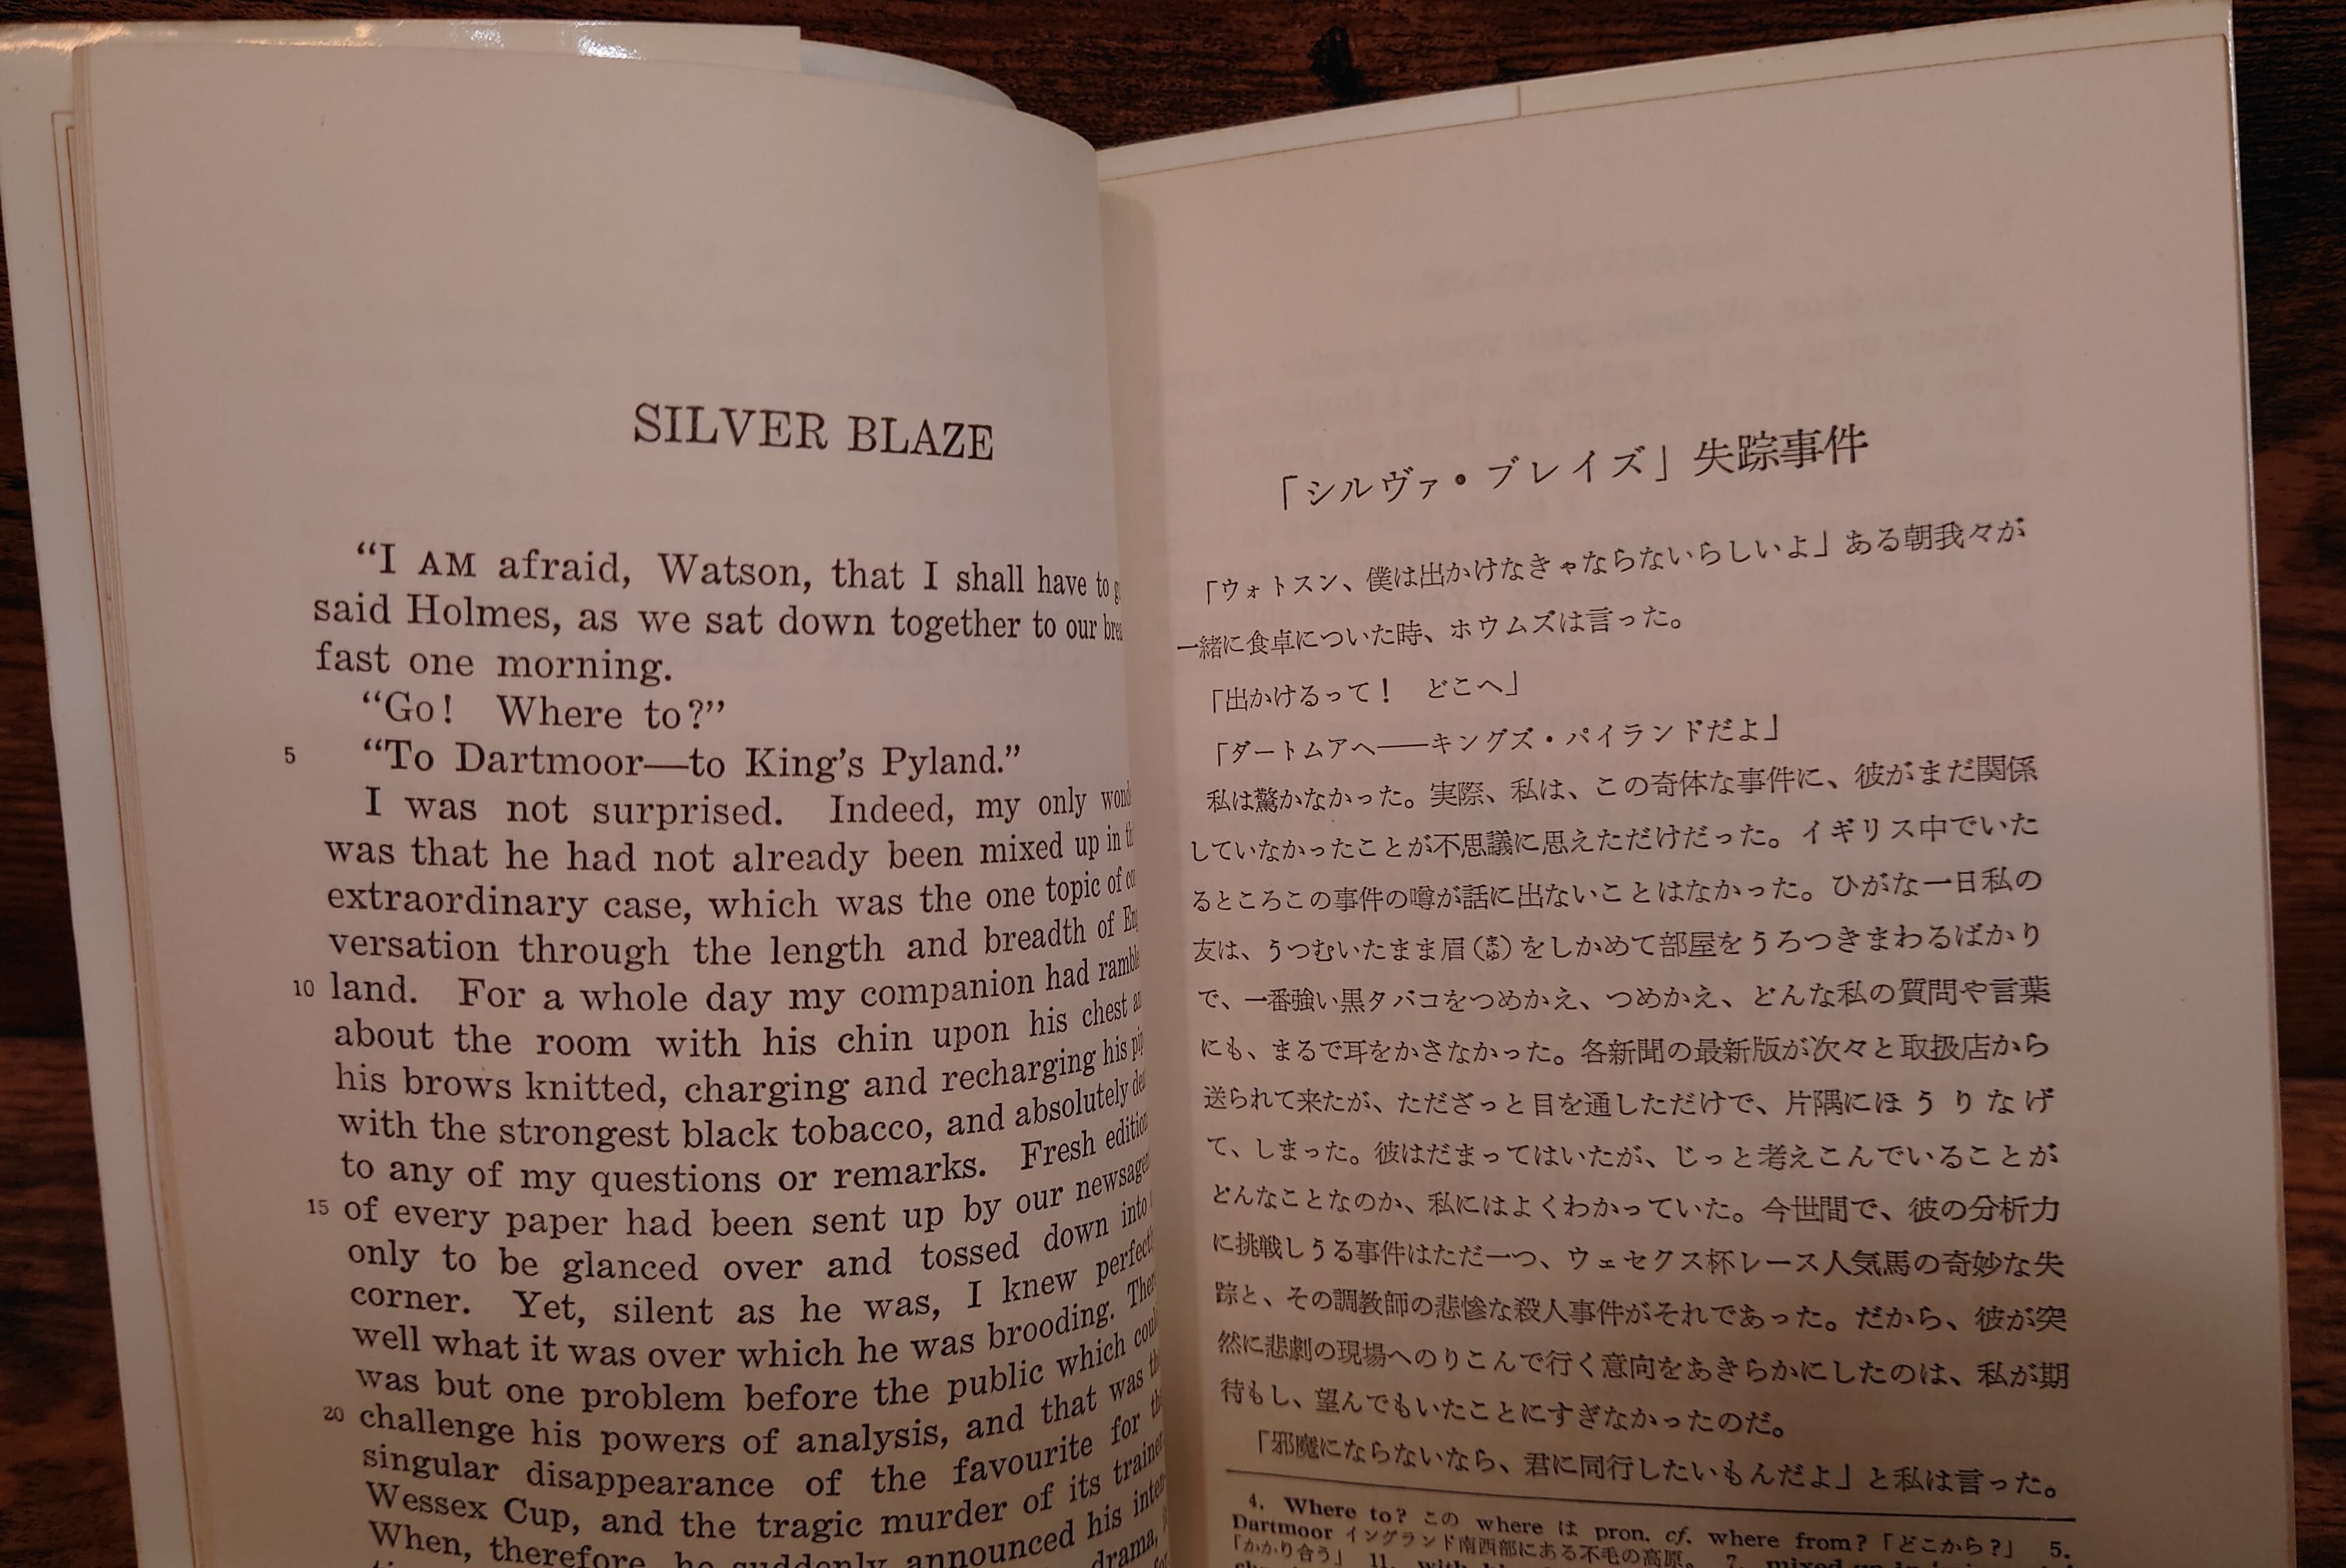 SILVER BLAZE
“I AM afraid, Watson, that I shall have to
said Holmes, as we sat down together to our
fast one morning.
“Go! Where to?”
5 “To Dartmoor—to King’s Pyland.”
I was not surprised. Indeed, my only
was that he had not already been mixed up in
extraordinary case, which was the one topic of
versation through the length and breadth of
10 land. For a whole day my companion had
about the room with his chin upon his chest
his brows knitted, charging and recharging his
with the strongest black tobacco, and absolutely
to any of my questions or remarks. Fresh
15 of every paper had been sent up by our
only to be glanced over and tossed down into
corner. Yet, silent as he was, I knew
well what it was over which he was brooding.
was but one problem before the public which
20 challenge his powers of analysis, and that was
singular disappearance of the favourite for
Wessex Cup, and the tragic murder of its
When, therefore, he suddenly announced his
drama,
「シルヴァ・ブレイズ」失踪事件
「ウォトスン、僕は出かけなきゃならないらしいよ」ある朝我々が
一緒に食卓についた時、ホウムズは言った。
「出かけるって！　どこへ」
「ダートムアへ――キングズ・パイランドだよ」
私は驚かなかった。実際、私は、この奇体な事件に、彼がまだ関係
していなかったことが不思議に思えただけだった。イギリス中でいた
るところこの事件の噂が話に出ないことはなかった。ひがな一日私の
友は、うつむいたまま眉（まゆ）をしかめて部屋をうろつきまわるばかり
で、一番強い黒タバコをつめかえ、つめかえ、どんな私の質問や言葉
にも、まるで耳をかさなかった。各新聞の最新版が次々と取扱店から
送られて来たが、ただざっと目を通しただけで、片隅にほうりなげ
て、しまった。彼はだまってはいたが、じっと考えこんでいることが
どんなことなのか、私にはよくわかっていた。今世間で、彼の分析力
に挑戦しうる事件はただ一つ、ウェセクス杯レース人気馬の奇妙な失
踪と、その調教師の悲惨な殺人事件がそれであった。だから、彼が突
然に悲劇の現場へのりこんで行く意向をあきらかにしたのは、私が期
待もし、望んでもいたことにすぎなかったのだ。
「邪魔にならないなら、君に同行したいもんだよ」と私は言った。
4. Where to? この where は pron. cf. where from?「どこから？」 5.
Dartmoor イングランド南西部にある不毛の高原。 7. mixed up in
「かかり合う」 11. with